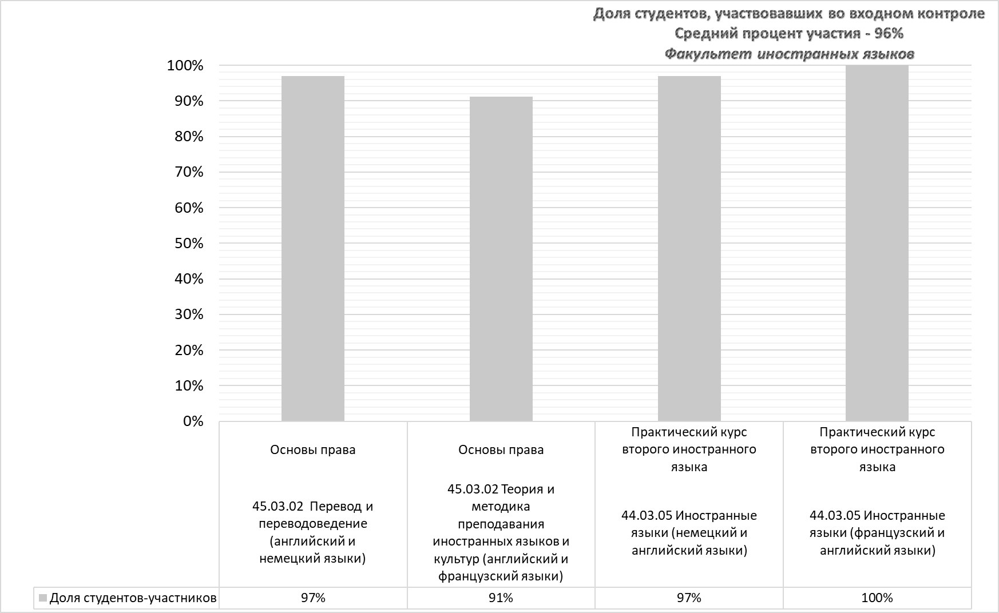 Доля студентов, участвовавших во входном контроле
Средний процент участия - 96%
Факультет иностранных языков
100%
90%
80%
70%
60%
50%
40%
30%
20%
10%
0%
Основы права
45.03.02 Перевод и
переводоведение
(английский и
немецкий языки)
Основы права
45.03.02 Теория и
методика
преподавания
иностранных языков и
культур (английский и
французский языки)
Практический курс
второго иностранного
языка
44.03.05 Иностранные
языки (немецкий и
английский языки)
Практический курс
второго иностранного
языка
44.03.05 Иностранные
языки (французский и
английский языки)
Доля студентов-участников 97% 91% 97% 100%